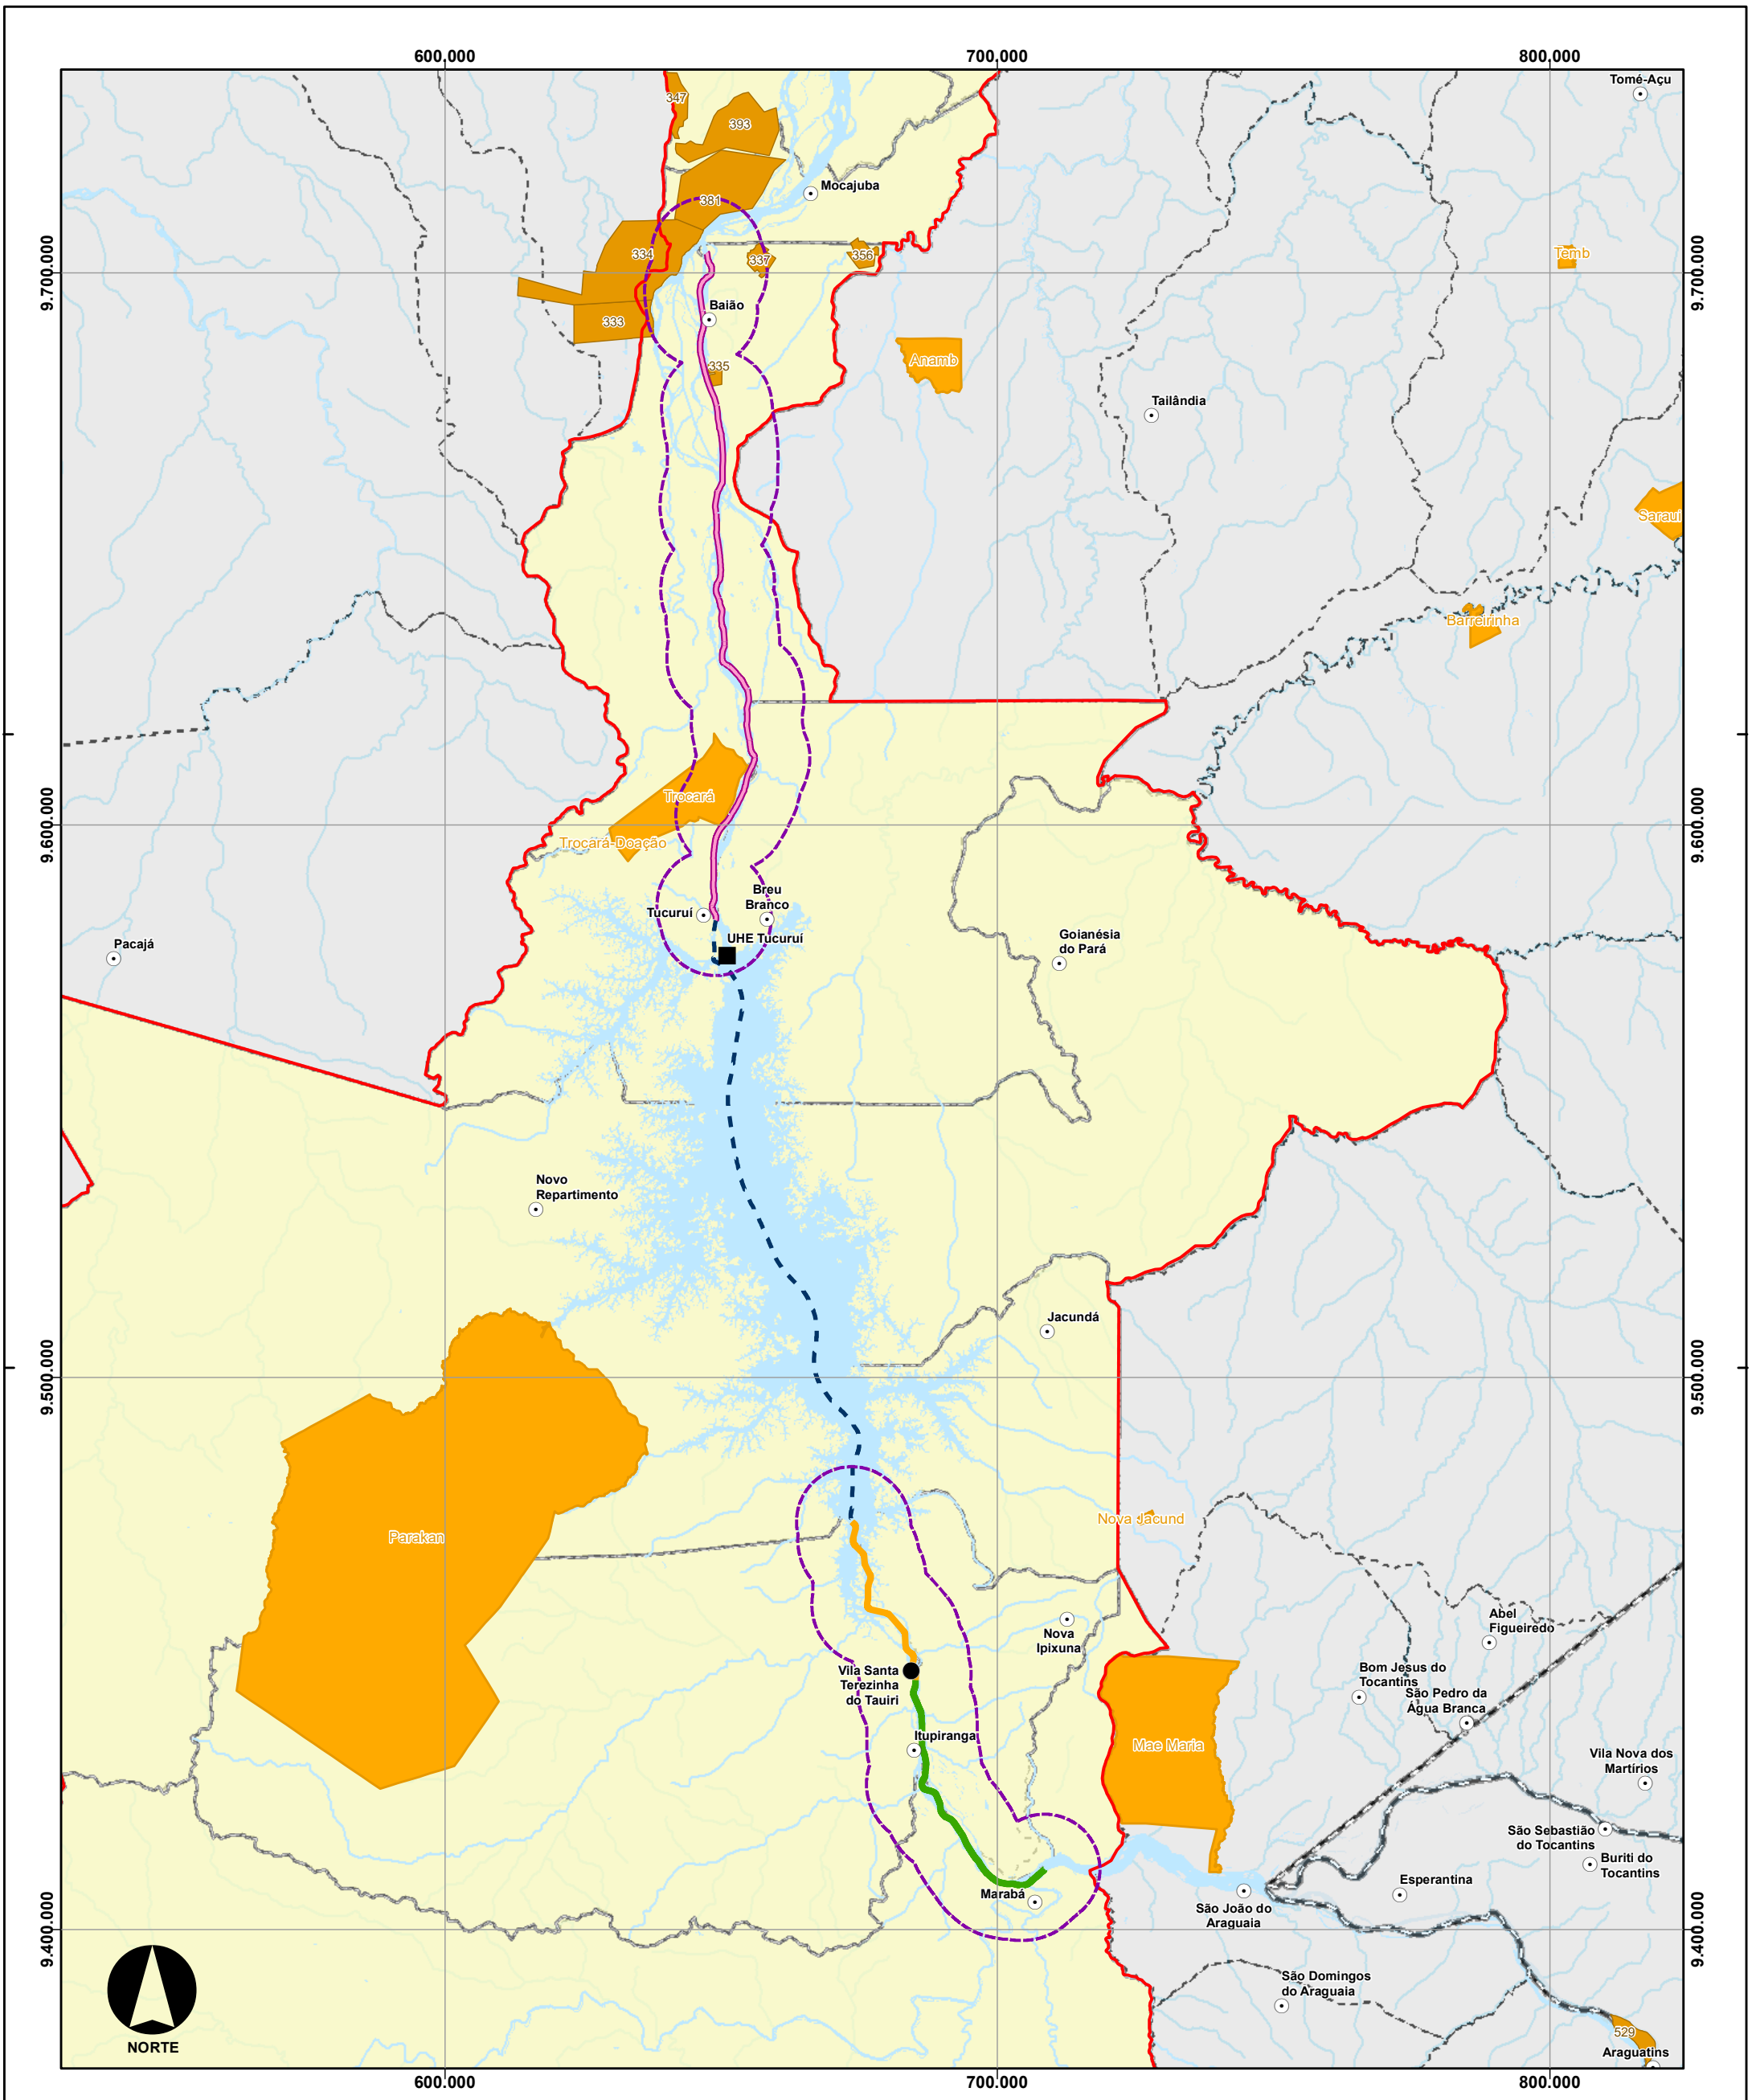 600.000
700.000
800.000
Tomé-Açu
347
393
Mocajuba
381
334
337
356
Temb
9.700.000
9.700.000
Baião
333
335
Anamb
Tailândia
Saraui
Barreirinha
Trocará
Trocará-Doação
9.600.000
9.600.000
Breu
Branco
Tucuruí
UHE Tucuruí
Goianésia
do Pará
Pacajá
Novo
Repartimento
Jacundá
9.500.000
9.500.000
Nova Jacund
Parakan
Nova
Ipixuna
Abel
Figueiredo
Vila Santa
Terezinha
do Tauiri
Bom Jesus do
Tocantins
São Pedro da
Água Branca
Itupiranga
Mae Maria
Vila Nova dos
Martírios
São Sebastião
do Tocantins
Buriti do
Tocantins
Esperantina
Marabá
São João do
Araguaia
9.400.000
9.400.000
São Domingos
do Araguaia
529
Araguatins
NORTE
600.000
700.000
800.000